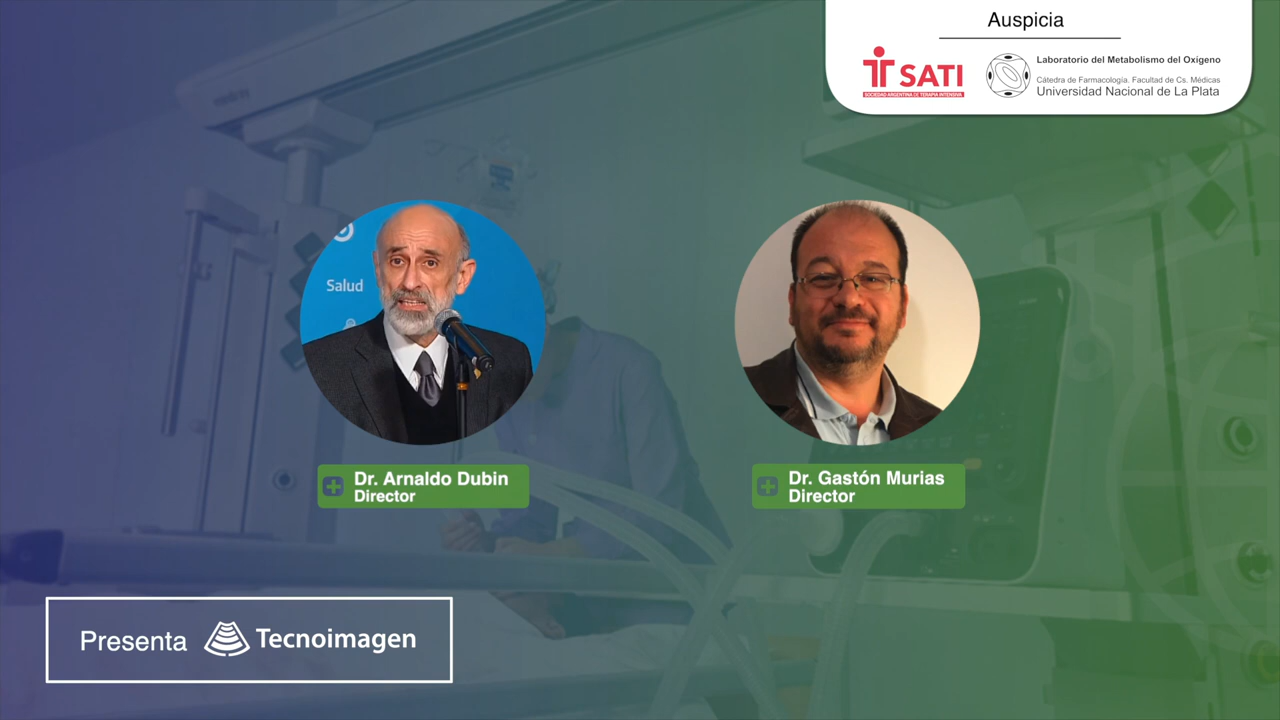 Auspicia
SATI
SOCIEDAD ARGENTINA DE TERAPIA INTENSIVA
Laboratorio del Metabolismo del Oxígeno
Cátedra de Farmacología. Facultad de Cs. Médicas
Universidad Nacional de La Plata
Salud
Dr. Arnaldo Dubin
Director
Dr. Gastón Murias
Director
Presenta Tecnoimagen